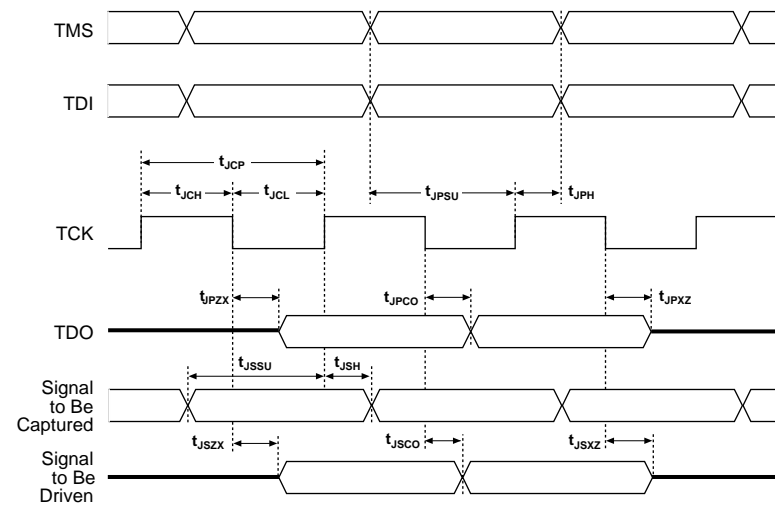 TMS
TDI
tJCP
tJCH
tJCL
tJPSU
tJPH
TCK
tJPZX
tJPCO
tJPXZ
TDO
tJSSU
tJSH
Signal
to Be
Captured
tJSZX
tJSCO
tJSXZ
Signal
to Be
Driven